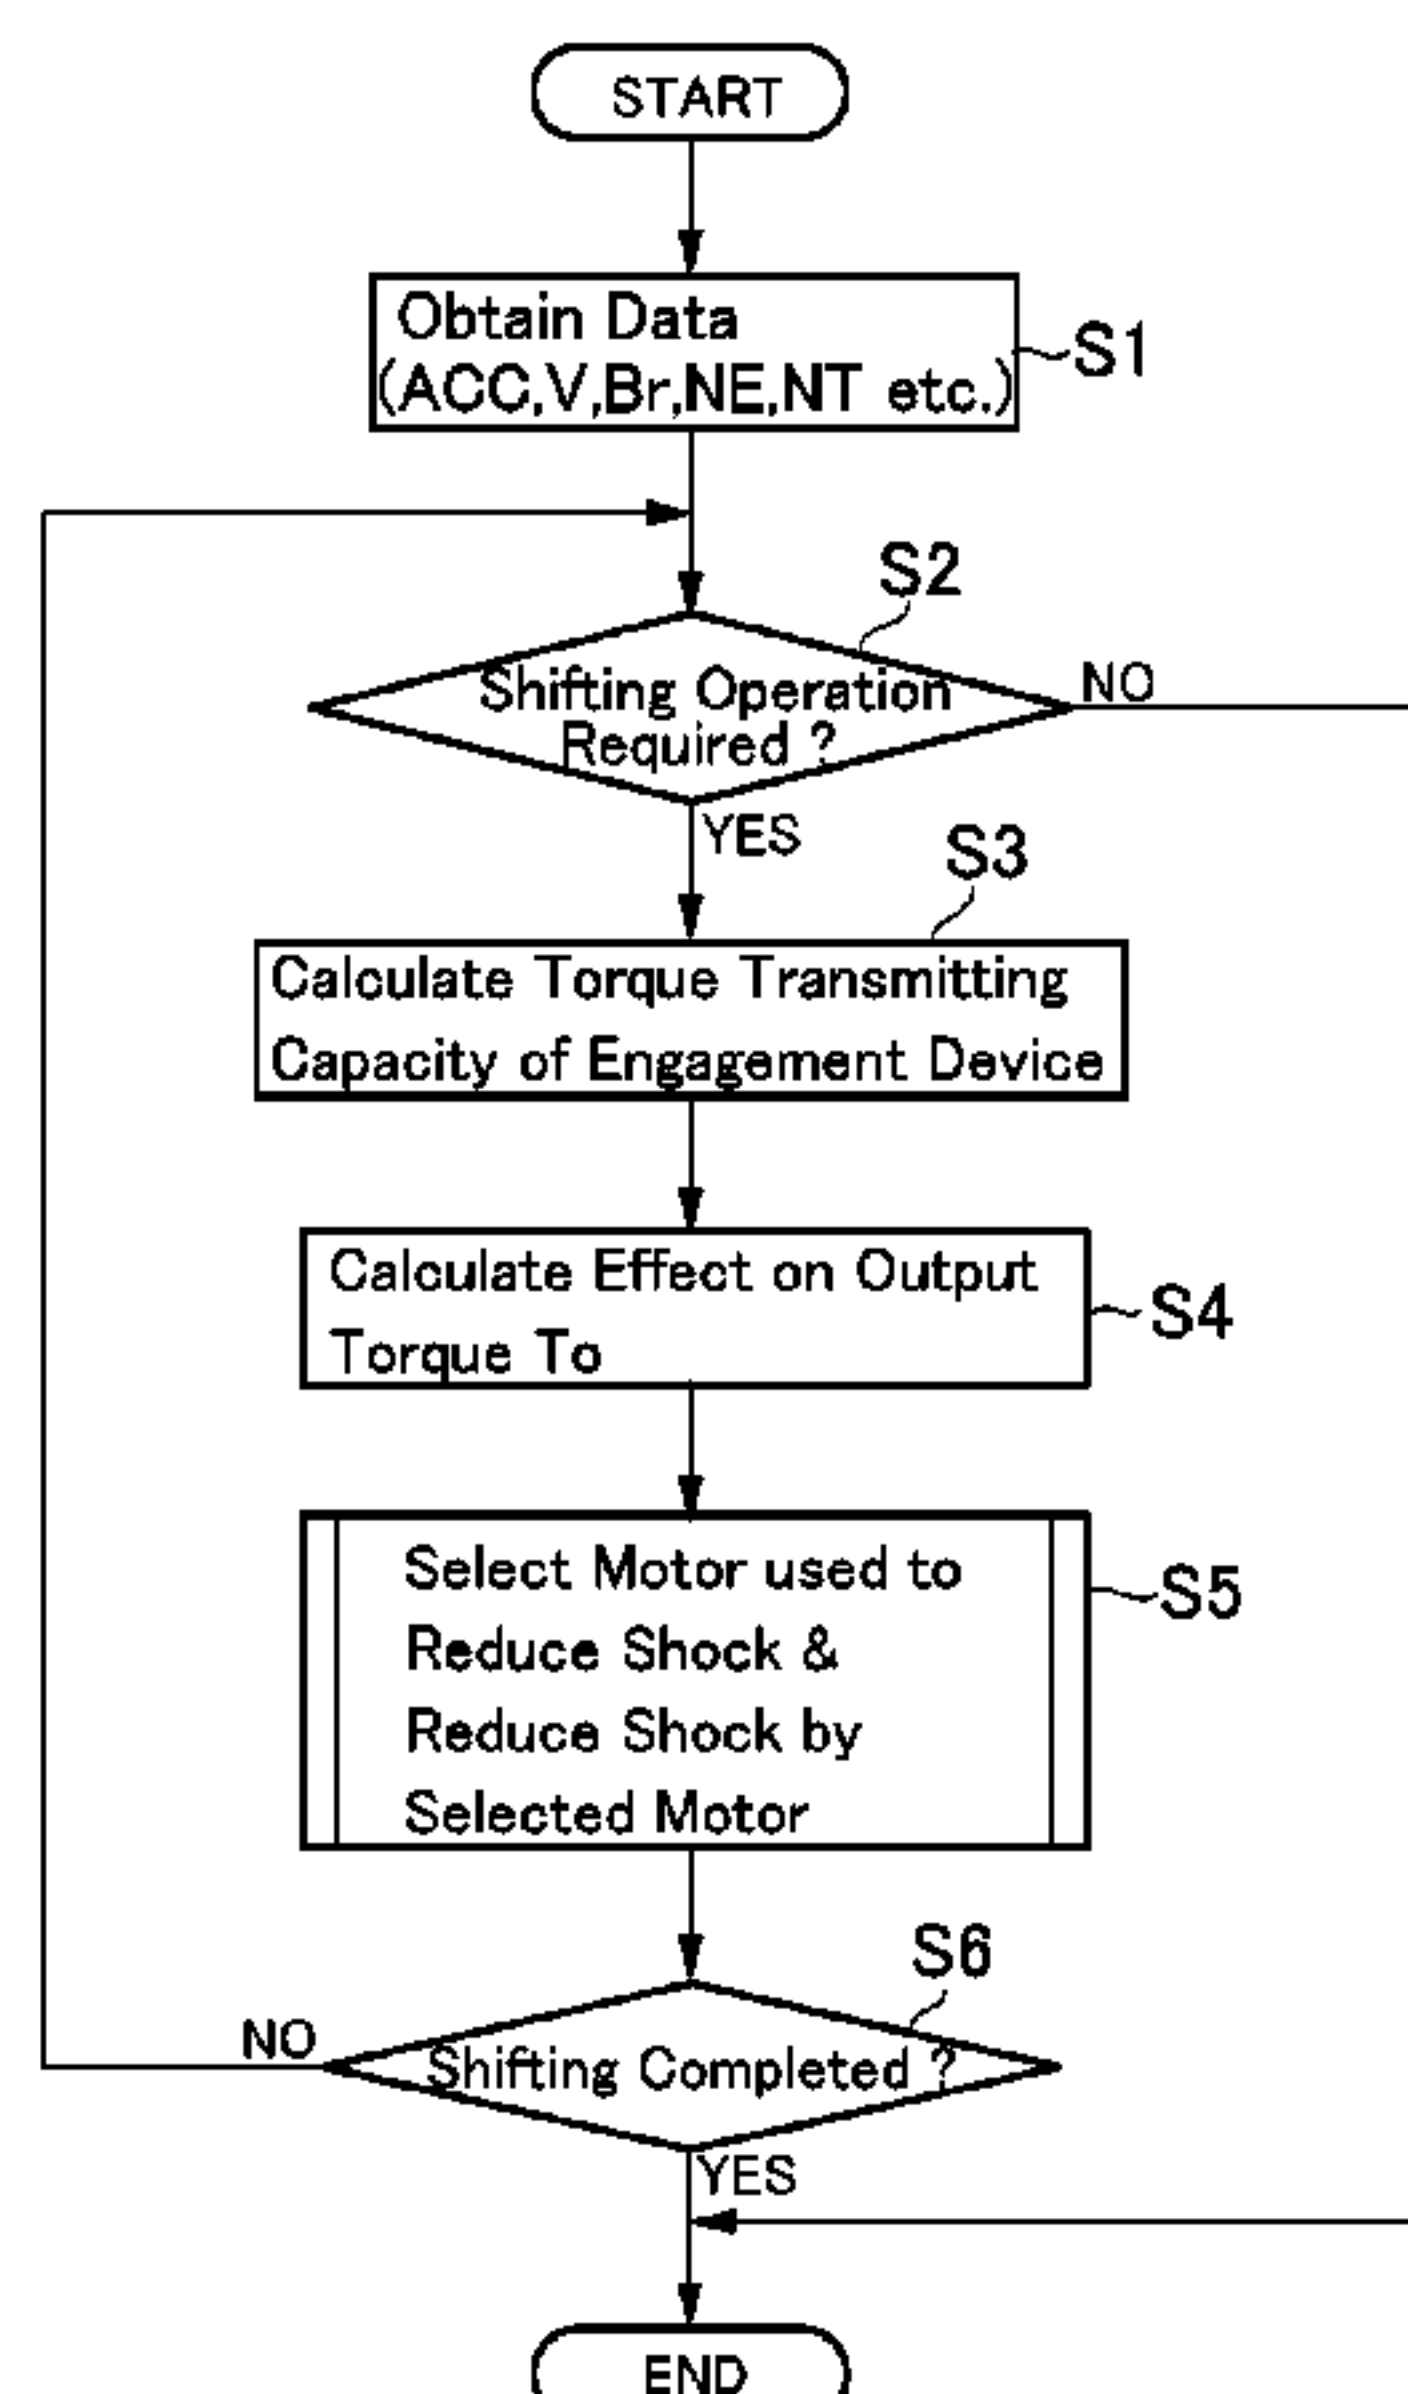 START
Obtain Data
(ACC,V,Br,NE,NT etc.)
S1
S2
Shifting Operation
Required ?
NO
YES
S3
Calculate Torque Transmitting
Capacity of Engagement Device
Calculate Effect on Output
Torque To
S4
Select Motor used to
Reduce Shock &
Reduce Shock by
Selected Motor
S5
S6
NO
Shifting Completed ?
YES
END